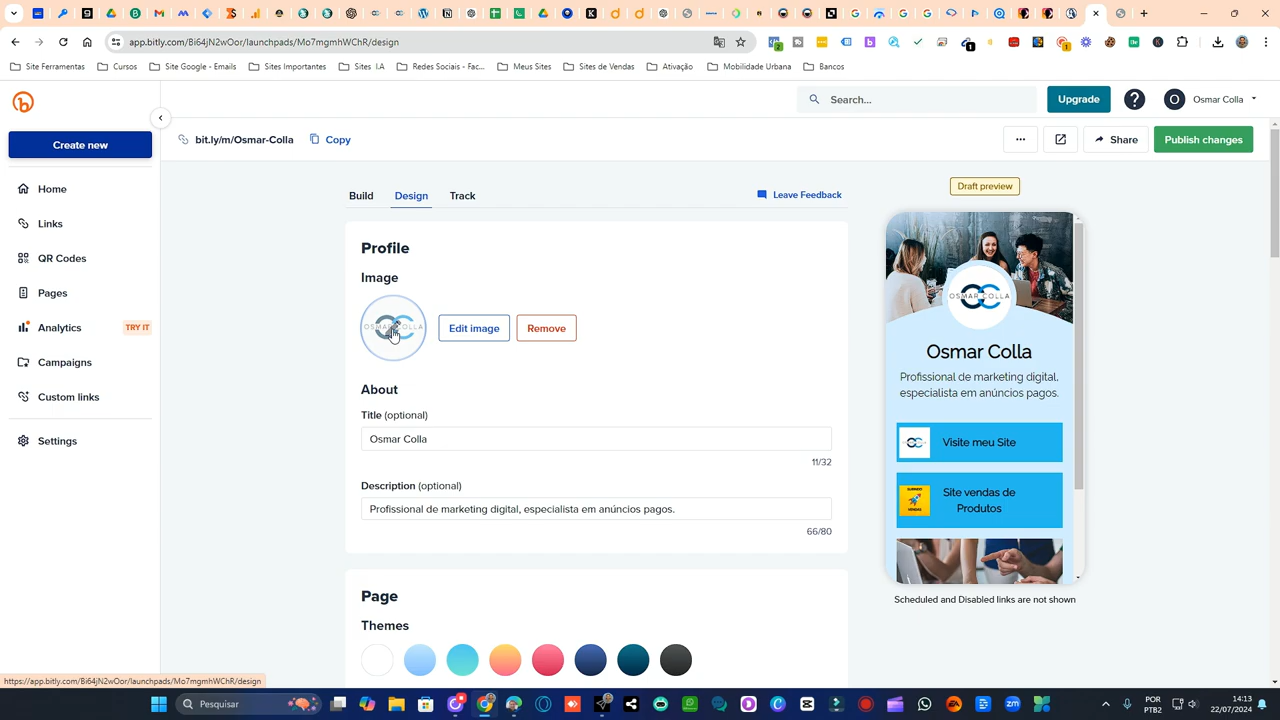 app.bitly.com/Bi64jN2wOor/launchpads/Mo7mgmhWChR/design
Site Ferramentas
Cursos
Site Google - Emails
Sites Importantes
Sites I.A
Redes Sociais - Fac...
Meus Sites
Sites de Vendas
Ativação
Mobilidade Urbana
Bancos
Search...
Upgrade
Osmar Colla
Create new
bit.ly/m/Osmar-Colla
Copy
Share
Publish changes
Home
Links
QR Codes
Pages
Analytics
TRY IT
Campaigns
Custom links
Settings
Build
Design
Track
Leave Feedback
Draft preview
Profile
Image
OSMAR COLLA
Edit image
Remove
About
Title (optional)
Osmar Colla
11/32
Description (optional)
Profissional de marketing digital, especialista em anúncios pagos.
66/80
Page
Themes
OSMAR COLLA
Osmar Colla
Profissional de marketing digital,
especialista em anúncios pagos.
Visite meu Site
Site vendas de
Produtos
Scheduled and Disabled links are not shown
https://app.bitly.com/Bi64jN2wOor/launchpads/Mo7mgmhWChR/design
Pesquisar
POR
PTB2
14:13
22/07/2024